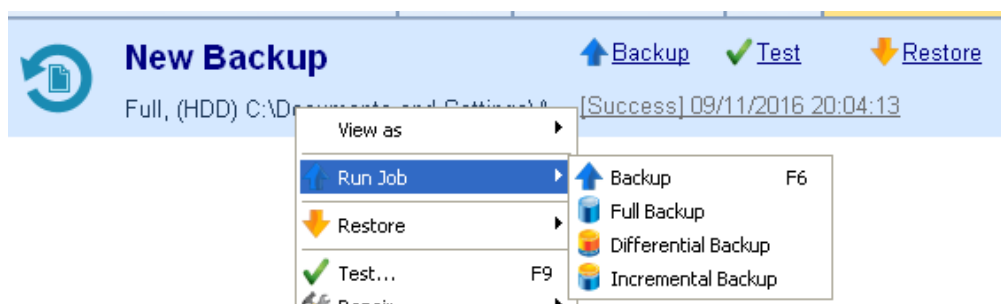 New Backup
Backup
Test
Restore
Full, (HDD) C:\Documents and Settings\
[Success] 09/11/2016 20:04:13
View as
Run Job
Backup F6
Full Backup
Restore
Differential Backup
Test... F9
Incremental Backup
Repair